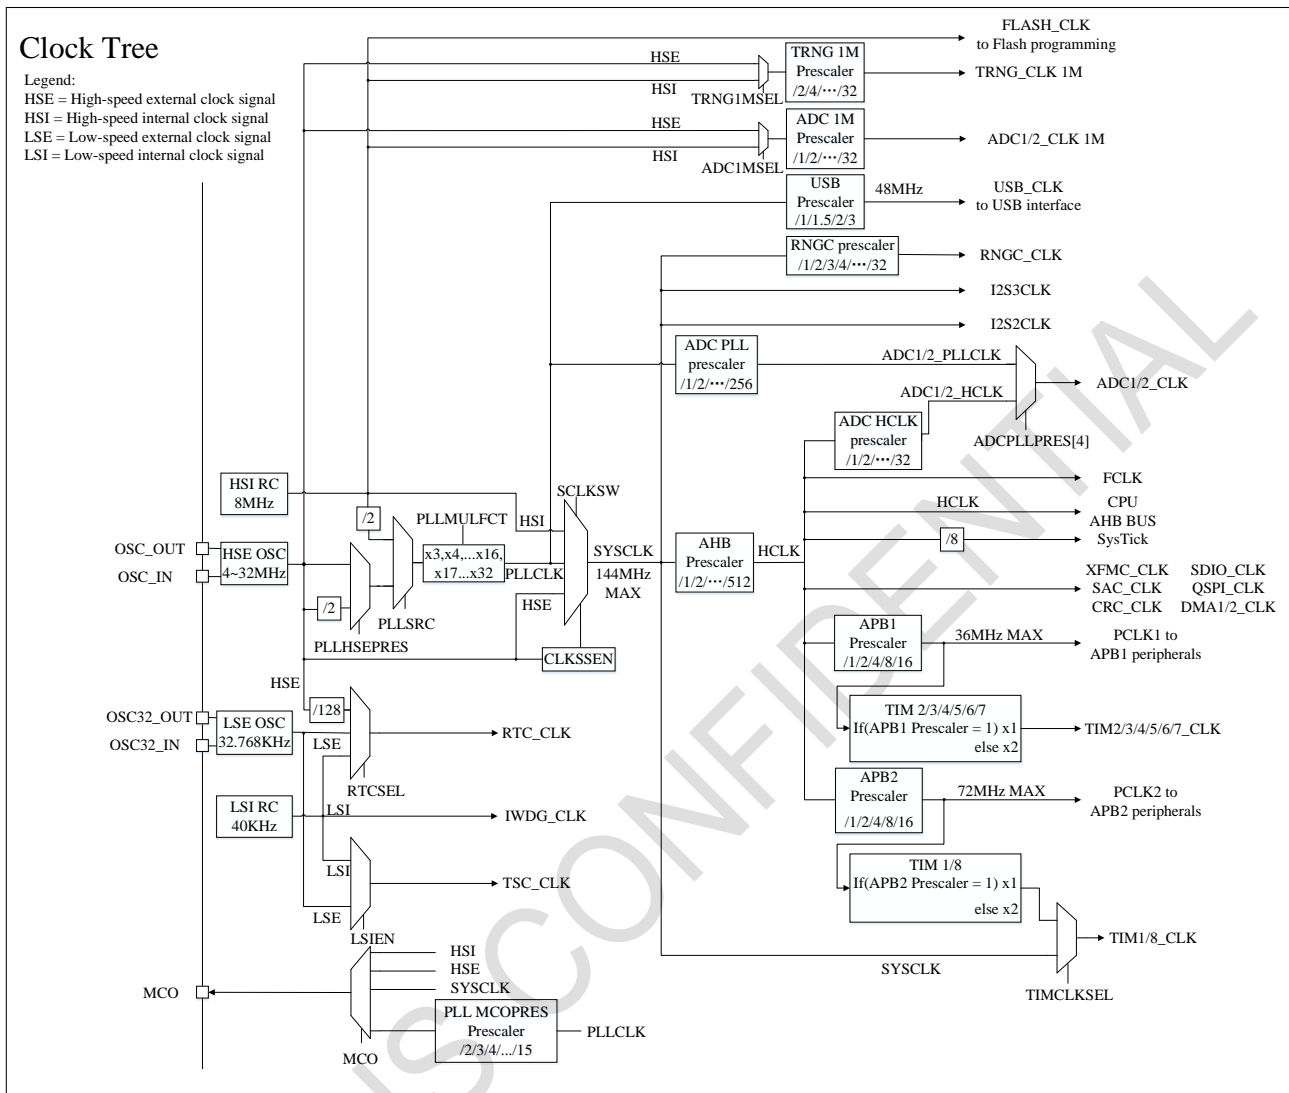 Clock Tree
Legend:
HSE = High-speed external clock signal
HSI = High-speed internal clock signal
LSE = Low-speed external clock signal
LSI = Low-speed internal clock signal
FLASH_CLK
to Flash programming
HSE
HSI
TRNG1MSEL
TRNG 1M
Prescaler
/2/4/···/32
TRNG_CLK 1M
HSE
HSI
ADC1MSEL
ADC 1M
Prescaler
/1/2/···/32
ADC1/2_CLK 1M
USB
Prescaler
/1/1.5/2/3
48MHz
USB_CLK
to USB interface
RNGC prescaler
/1/2/3/4/···/32
RNGC_CLK
I2S3CLK
I2S2CLK
ADC PLL
prescaler
/1/2/···/256
ADC1/2_PLLCLK
ADC1/2_HCLK
ADC1/2_CLK
ADCPLLPRES[4]
ADC HCLK
prescaler
/1/2/···/32
HSI RC
8MHz
/2
PLLMULFCT
SCLKSW
HSI
FCLK
HCLK
CPU
AHB BUS
/8
SysTick
OSC_OUT
OSC_IN
HSE OSC
4~32MHz
/2
PLLHSEPRES
PLLSRC
x3,x4,...x16,
x17...x32
PLLCLK
HSE
CLKSSEN
SYSCLK
144MHz
MAX
AHB
Prescaler
/1/2/···/512
HCLK
XFMC_CLK SDIO_CLK
SAC_CLK QSPI_CLK
CRC_CLK DMA1/2_CLK
APB1
Prescaler
/1/2/4/8/16
36MHz MAX
PCLK1 to
APB1 peripherals
TIM 2/3/4/5/6/7
If(APB1 Prescaler = 1) x1
else x2
TIM2/3/4/5/6/7_CLK
HSE
/128
OSC32_OUT
OSC32_IN
LSE OSC
32.768KHz
LSE
RTC_CLK
RTCSEL
LSI RC
40KHz
LSI
IWDG_CLK
APB2
Prescaler
/1/2/4/8/16
72MHz MAX
PCLK2 to
APB2 peripherals
TIM 1/8
If(APB2 Prescaler = 1) x1
else x2
LSI
LSE
TSC_CLK
LSIEN
TIM1/8_CLK
SYSCLK
TIMCLKSEL
HSI
HSE
SYSCLK
MCO
PLL MCOPRES
Prescaler
/2/3/4/.../15
PLLCLK
MCO
NS CONFIDENTIAL